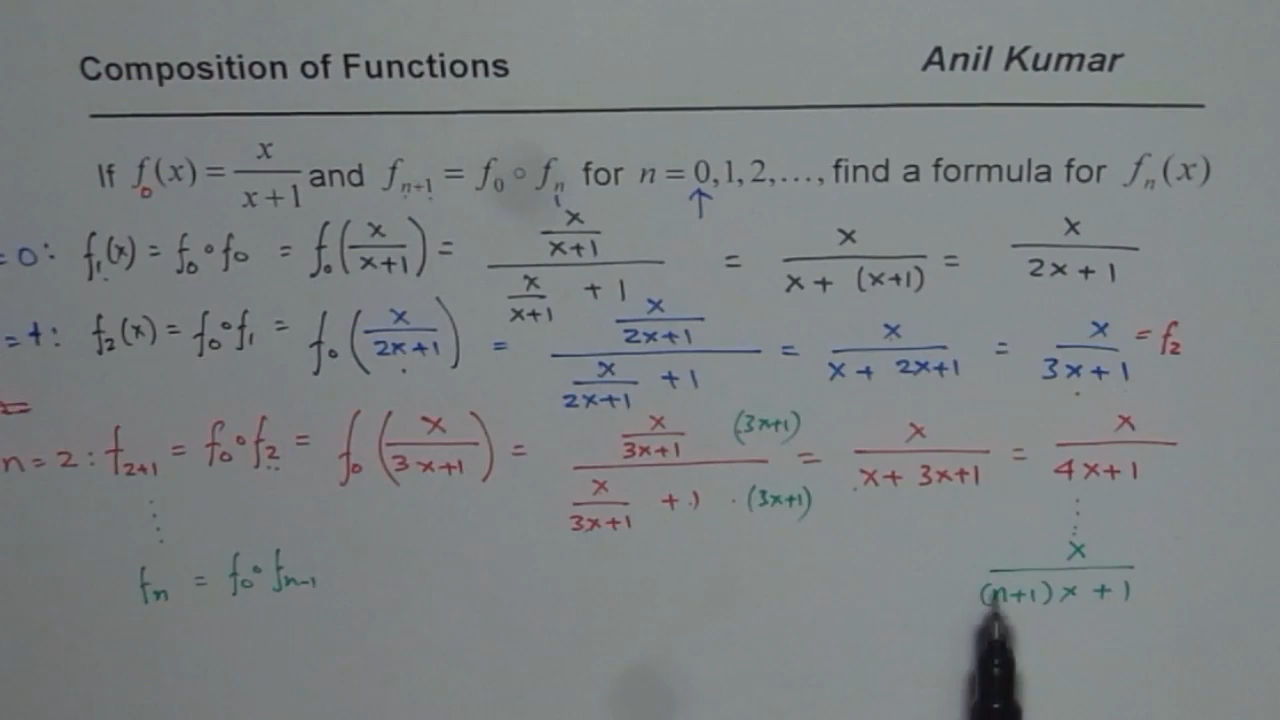 Composition of Functions Anil Kumar
If f₀(x) = x/(x+1) and fₙ₊₁ = f₀ ∘ fₙ for n = 0,1,2,..., find a formula for fₙ(x)
= 0: f₁(x) = f₀∘f₀ = f₀(x/(x+1)) = (x/(x+1))/(x/(x+1) + 1) = x/(x + (x+1)) = x/(2x+1)
= 1: f₂(x) = f₀∘f₁ = f₀(x/(2x+1)) = (x/(2x+1))/(x/(2x+1) + 1) = x/(x + 2x+1) = x/(3x+1) = f₂
n = 2: f₂₊₁ = f₀∘f₂ = f₀(x/(3x+1)) = (x/(3x+1) (3x+1))/(x/(3x+1) + 1 · (3x+1)) = x/(x + 3x+1) = x/(4x+1)
fₙ = f₀∘fₙ₋₁ x/((n+1)x + 1)